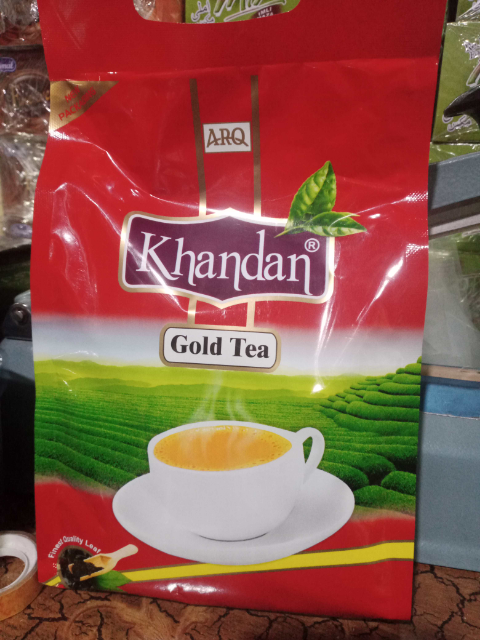 ARQ
Khandan®
Gold Tea
Finest Quality Leaf